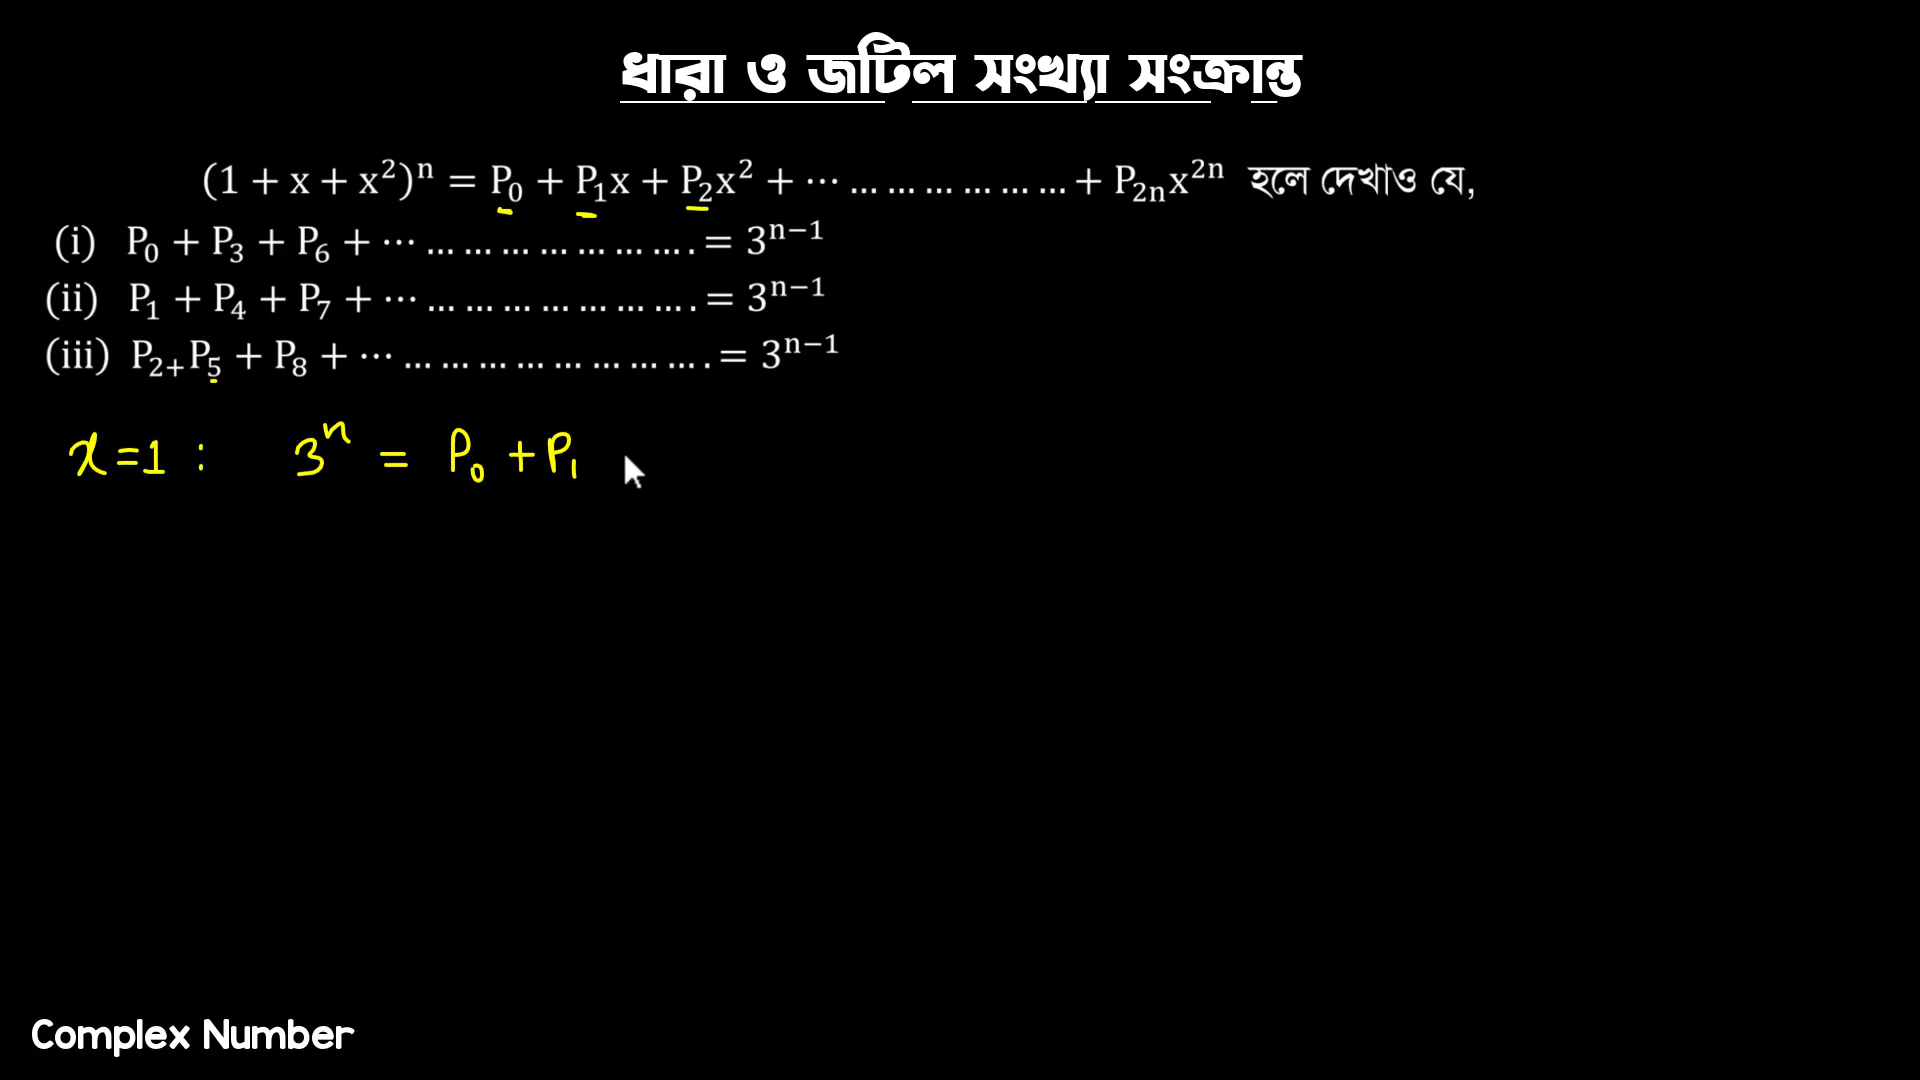 ধারা ও জটিল সংখ্যা সংক্রান্ত
(1 + x + x²)ⁿ = P₀ + P₁x + P₂x² + ⋯ … … … … … … + P₂ₙx²ⁿ হলে দেখাও যে,
(i) P₀ + P₃ + P₆ + ⋯ … … … … … … … . = 3ⁿ⁻¹
(ii) P₁ + P₄ + P₇ + ⋯ … … … … … … … . = 3ⁿ⁻¹
(iii) P₂₊P₅ + P₈ + ⋯ … … … … … … … … . = 3ⁿ⁻¹
x = 1 : 3ⁿ = P₀ + P₁
Complex Number